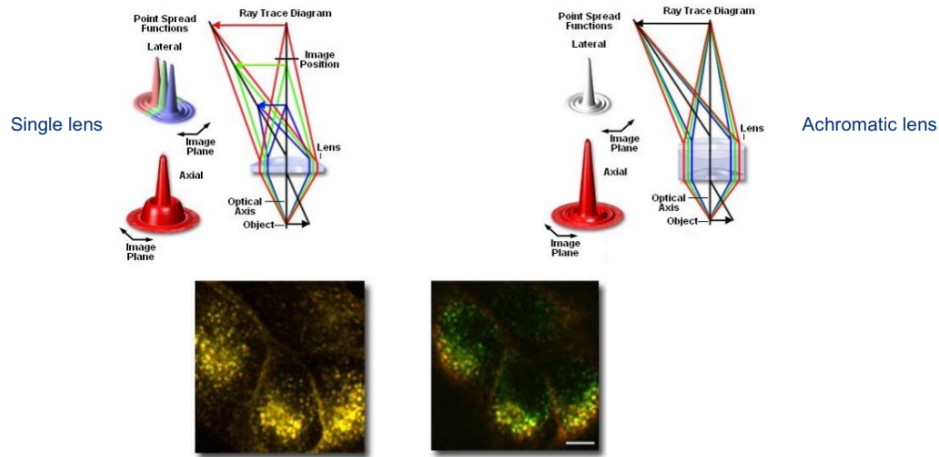 Single lens
Point Spread
Functions
Lateral
Image
Plane
Axial
Image
Plane
Ray Trace Diagram
Image
Position
Lens
Optical
Axis
Object
Point Spread
Functions
Lateral
Image
Plane
Axial
Image
Plane
Ray Trace Diagram
Lens
Optical
Axis
Object
Achromatic lens